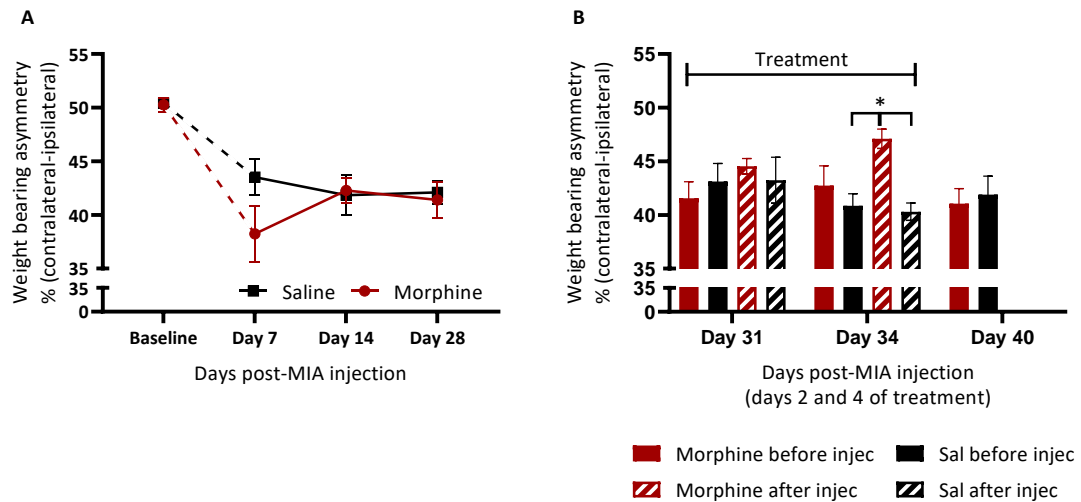 A
Weight bearing asymmetry
% (contralateral-ipsilateral)
55
50
45
40
35
35
0
Saline
Morphine
Baseline
Day 7
Day 14
Day 28
Days post-MIA injection
B
Weight bearing asymmetry
% (contralateral-ipsilateral)
55
50
45
40
35
35
0
Treatment
*
Day 31
Day 34
Day 40
Days post-MIA injection
(days 2 and 4 of treatment)
Morphine before injec
Sal before injec
Morphine after injec
Sal after injec